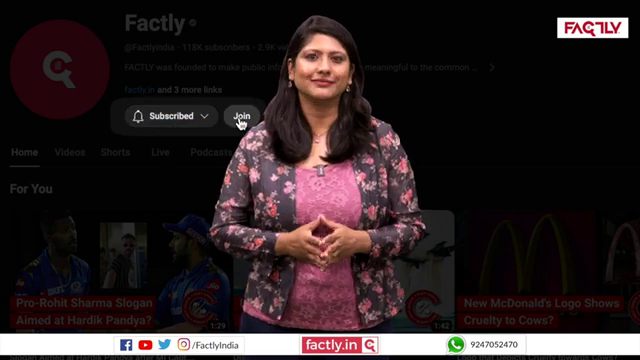 Factly
FACTLY
@FactlyIndia · 118K subscribers · 2.9K
FACTLY was founded to make public meaningful to the common ...
factly.in and 3 more links
Subscribed
Join
Home Videos Shorts Live Podcasts
For You
Pro-Rohit Sharma Slogan
Aimed at Hardik Pandya?
1:29
1:42
New McDonald's Logo Shows
Cruelty to Cows?
/FactlyIndia
factly.in
9247052470